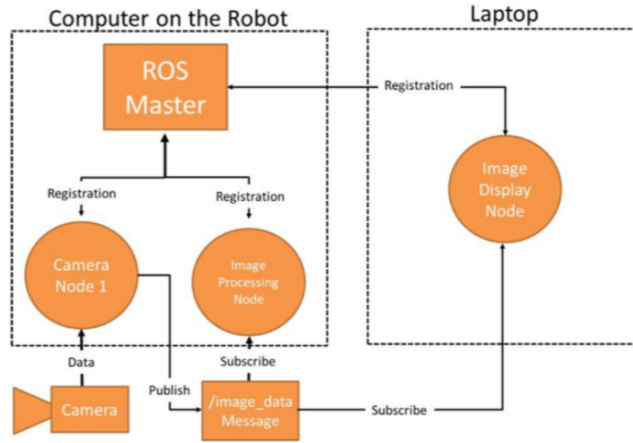 Computer on the Robot
Laptop
ROS
Master
Registration
Image
Display
Node
Registration
Registration
Camera
Node 1
Image
Processing
Node
Data
Subscribe
Publish
Camera
/image_data
Message
Subscribe